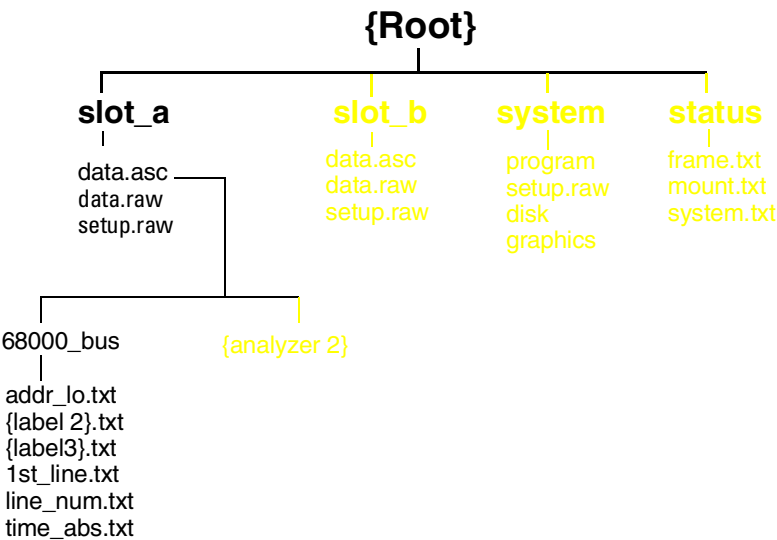 {Root}
slot_a
data.asc
data.raw
setup.raw
slot_b
data.asc
data.raw
setup.raw
system
program
setup.raw
disk
graphics
status
frame.txt
mount.txt
system.txt
68000_bus
addr_lo.txt
{label 2}.txt
{label3}.txt
1st_line.txt
line_num.txt
time_abs.txt
{analyzer 2}